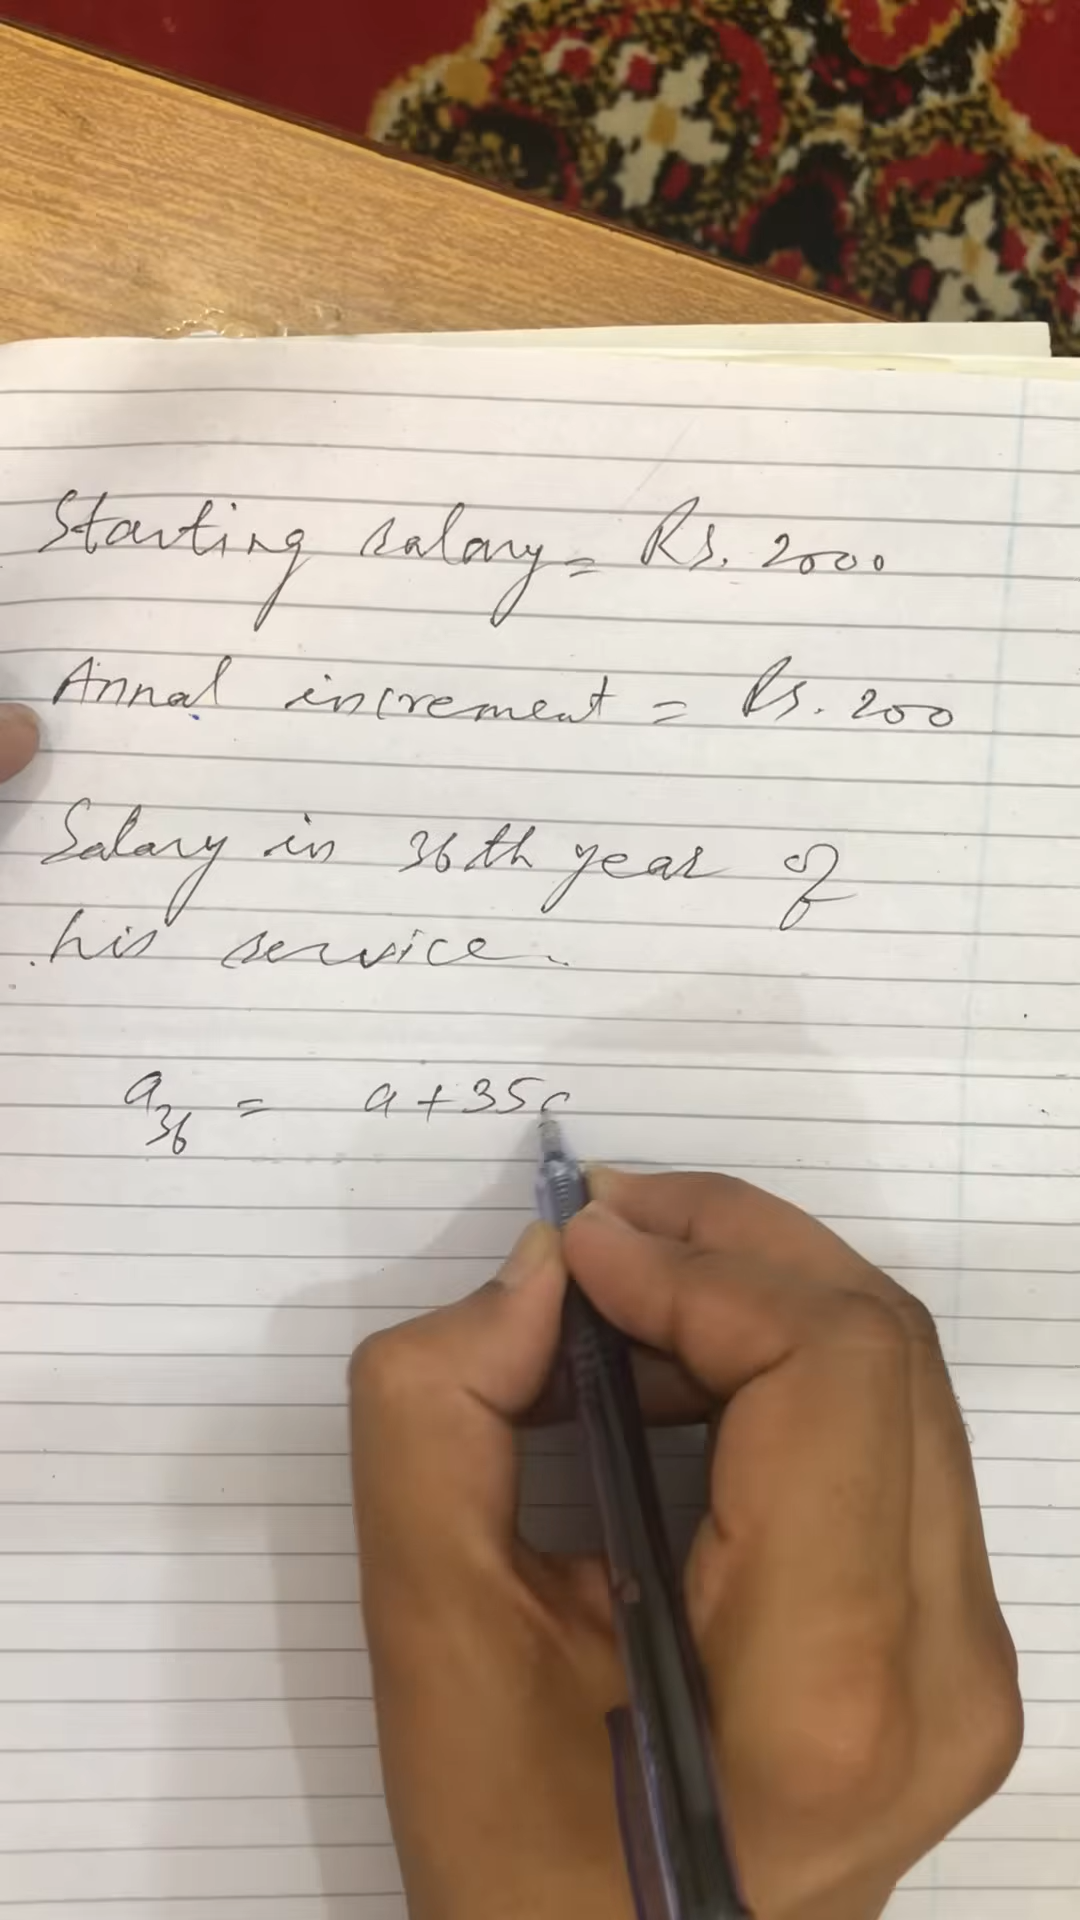 Starting salary = Rs. 2000
Annal increment = Rs. 200
Salary in 36th year of
his service.
a36 = a + 35